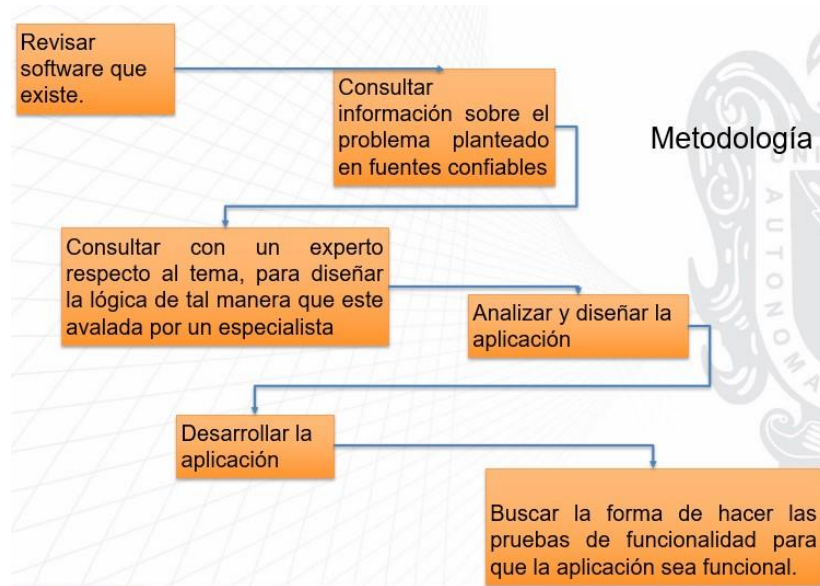 Revisar
software que
existe.
Consultar
información sobre el
problema planteado
en fuentes confiables
Metodología
Consultar con un experto
respecto al tema, para diseñar
la lógica de tal manera que este
avalada por un especialista
Analizar y diseñar la
aplicación
Desarrollar la
aplicación
Buscar la forma de hacer las
pruebas de funcionalidad para
que la aplicación sea funcional.
AUTONOMA